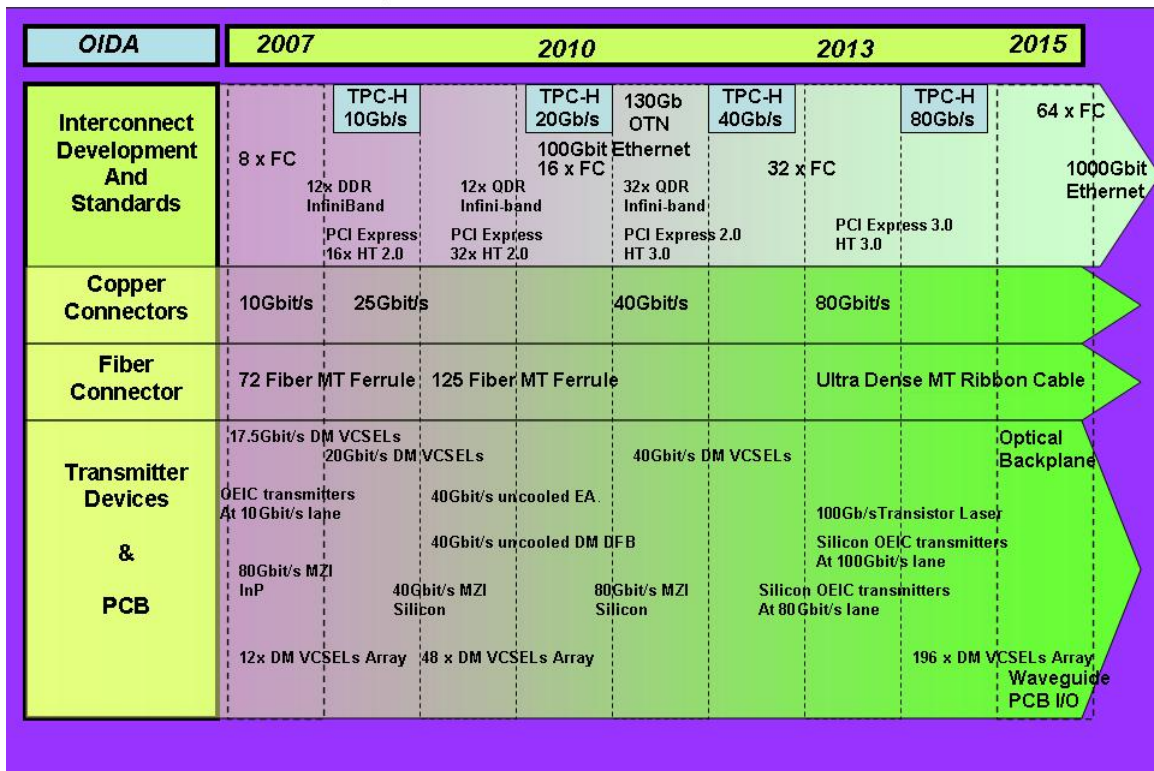 OIDA
2007
2010
2013
2015
Interconnect
Development
And
Standards
TPC-H
10Gb/s
TPC-H
20Gb/s
130Gb
OTN
TPC-H
40Gb/s
TPC-H
80Gb/s
64 x FC
8 x FC
100Gbit Ethernet
16 x FC
32 x FC
1000Gbit
Ethernet
12x DDR
InfiniBand
12x QDR
Infini-band
32x QDR
Infini-band
PCI Express
16x HT 2.0
PCI Express
32x HT 2.0
PCI Express 2.0
HT 3.0
PCI Express 3.0
HT 3.0
Copper
Connectors
10Gbit/s
25Gbit/s
40Gbit/s
80Gbit/s
Fiber
Connector
72 Fiber MT Ferrule
125 Fiber MT Ferrule
Ultra Dense MT Ribbon Cable
Transmitter
Devices
&
PCB
17.5Gbit/s DM VCSELs
20Gbit/s DM VCSELs
40Gbit/s DM VCSELs
Optical
Backplane
OEIC transmitters
At 10Gbit/s lane
40Gbit/s uncooled EA.
100Gb/sTransistor Laser
40Gbit/s uncooled DM DFB
Silicon OEIC transmitters
At 100Gbit/s lane
80Gbit/s MZI
InP
40Gbit/s MZI
Silicon
80Gbit/s MZI
Silicon
Silicon OEIC transmitters
At 80Gbit/s lane
12x DM VCSELs Array
48 x DM VCSELs Array
196 x DM VCSELs Array
Waveguide
PCB I/O